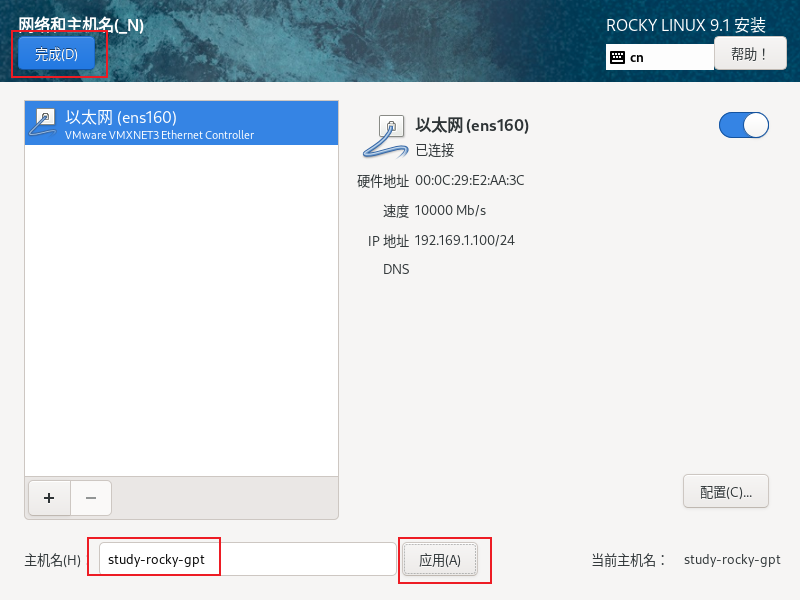 网络和主机名(_N)
ROCKY LINUX 9.1 安装
完成(D)
cn
帮助！
以太网 (ens160)
VMware VMXNET3 Ethernet Controller
以太网 (ens160)
已连接
硬件地址 00:0C:29:E2:AA:3C
速度 10000 Mb/s
IP 地址 192.169.1.100/24
DNS
+ −
配置(C)...
主机名(H)：
study-rocky-gpt
应用(A)
当前主机名： study-rocky-gpt